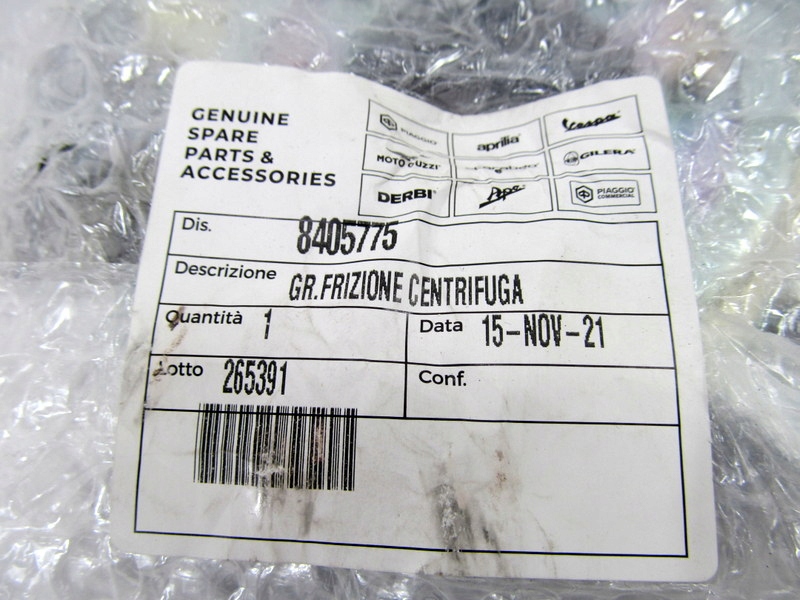 GENUINE
SPARE
PARTS &
ACCESSORIES
PIAGGIO aprilia Vespa
MOTO GUZZI GILERA
DERBI Ape PIAGGIO COMMERCIAL
Dis. 8405775
Descrizione GR.FRIZIONE CENTRIFUGA
Quantità 1 Data 15-NOV-21
Lotto 265391 Conf.